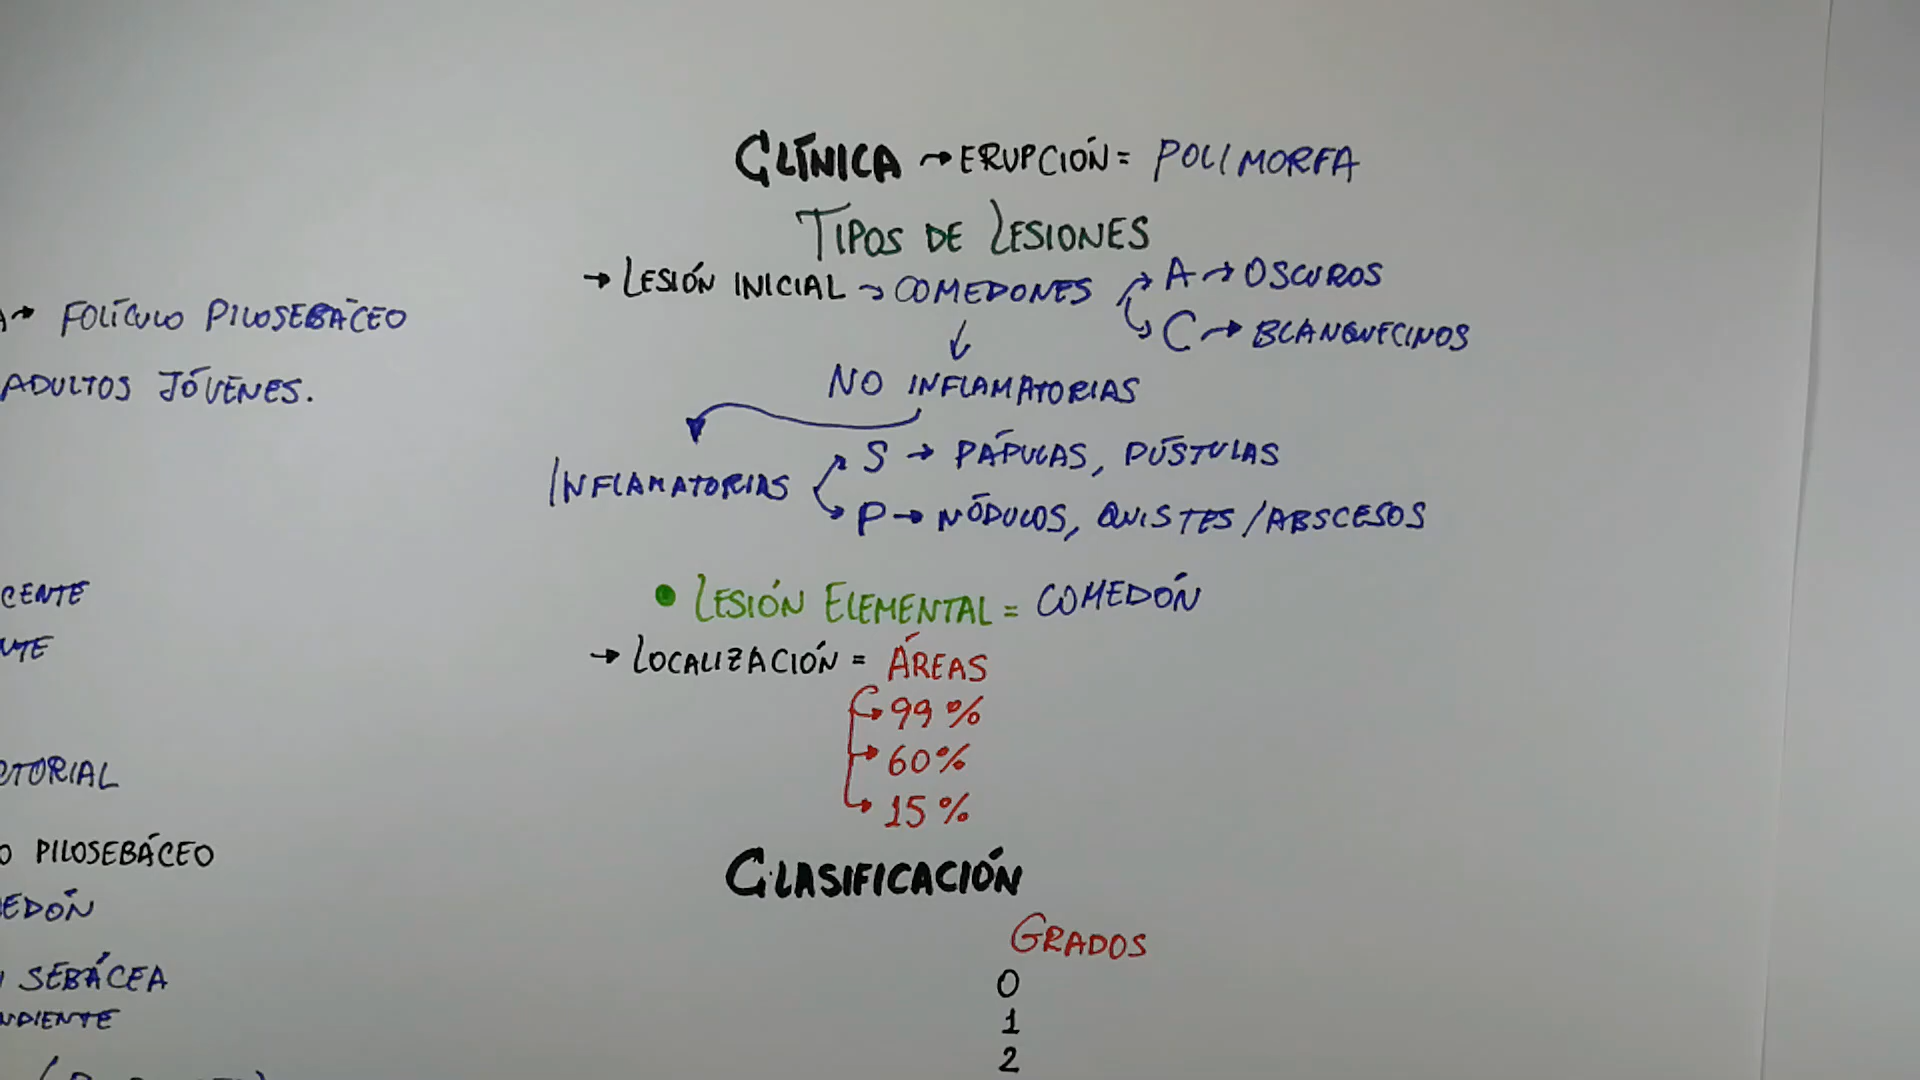 FOLÍCULO PILOSEBÁCEO
ADULTOS JÓVENES.
CENTE
NTE
CTORIAL
O PILOSEBÁCEO
EDÓN
SEBÁCEA
NDIENTE
CLÍNICA → ERUPCIÓN = POLIMORFA
TIPOS DE LESIONES
→ LESIÓN INICIAL → COMEDONES
A → OSCUROS
C → BLANQUECINOS
NO INFLAMATORIAS
INFLAMATORIAS
S → PÁPULAS, PÚSTULAS
P → NÓDULOS, QUISTES/ABSCESOS
• LESIÓN ELEMENTAL = COMEDÓN
→ LOCALIZACIÓN = ÁREAS
99%
60%
15%
CLASIFICACIÓN
GRADOS
0
1
2